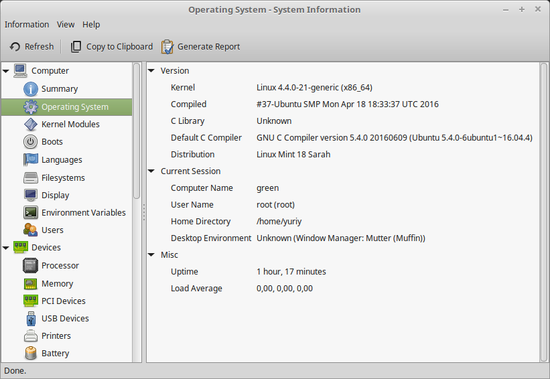 Operating System - System Information
Information View Help
Refresh Copy to Clipboard Generate Report
Computer
Summary
Operating System
Kernel Modules
Boots
Languages
Filesystems
Display
Environment Variables
Users
Devices
Processor
Memory
PCI Devices
USB Devices
Printers
Battery
Version
Kernel Linux 4.4.0-21-generic (x86_64)
Compiled #37-Ubuntu SMP Mon Apr 18 18:33:37 UTC 2016
C Library Unknown
Default C Compiler GNU C Compiler version 5.4.0 20160609 (Ubuntu 5.4.0-6ubuntu1~16.04.4)
Distribution Linux Mint 18 Sarah
Current Session
Computer Name green
User Name root (root)
Home Directory /home/yuriy
Desktop Environment Unknown (Window Manager: Mutter (Muffin))
Misc
Uptime 1 hour, 17 minutes
Load Average 0,00, 0,00, 0,00
Done.